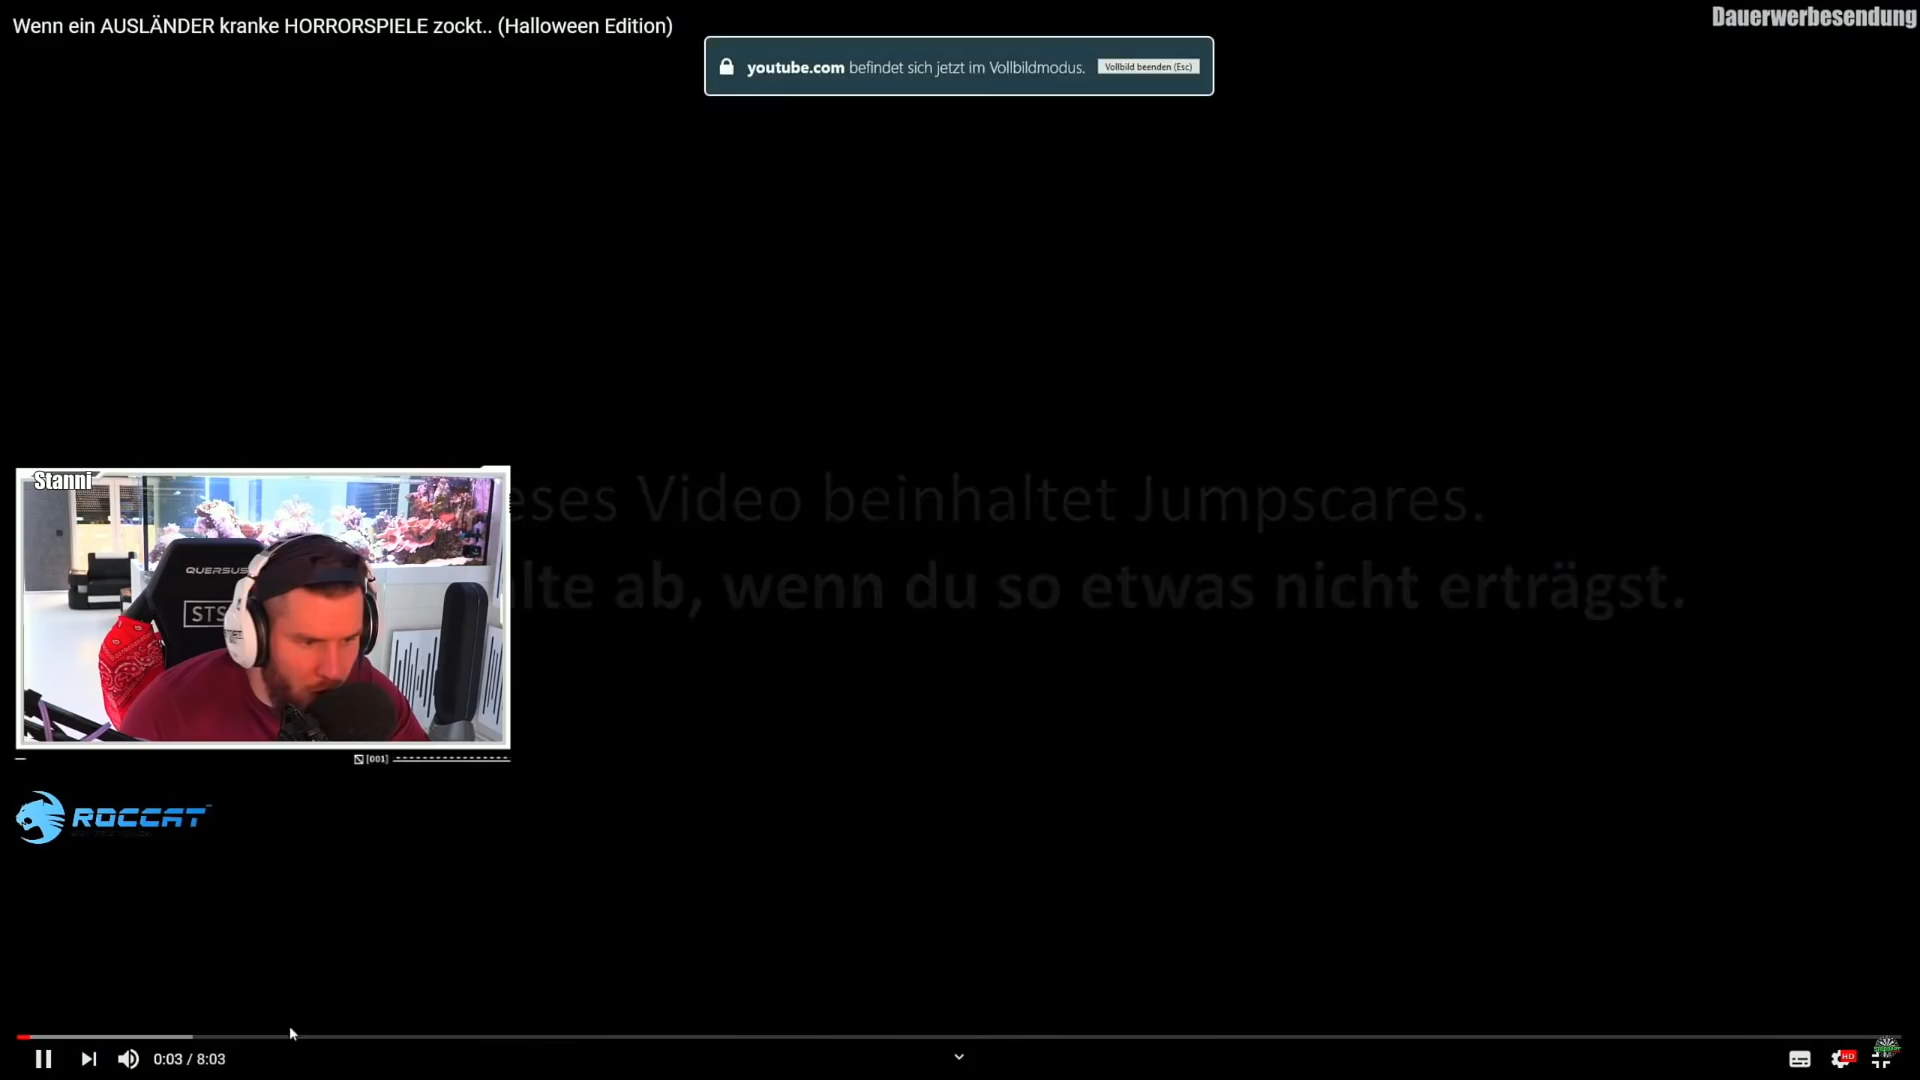 Wenn ein AUSLÄNDER kranke HORRORSPIELE zockt.. (Halloween Edition)
Dauerwerbesendung
youtube.com befindet sich jetzt im Vollbildmodus. Vollbild beenden (Esc)
Stanni
eses Video beinhaltet Jumpscares.
lte ab, wenn du so etwas nicht erträgst.
QUERSUS
STS
[001]
ROCCAT
0:03 / 8:03
HD